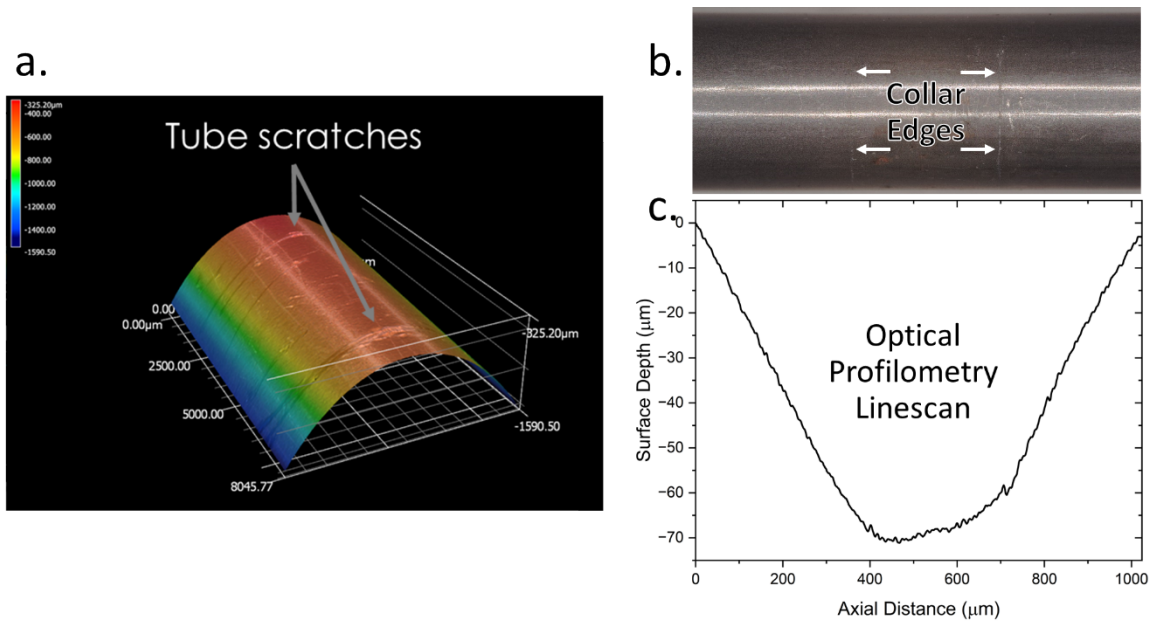 a.
-325.20µm
-400.00
-600.00
-800.00
-1000.00
-1200.00
-1400.00
-1590.50
Tube scratches
0.00
0.00µm
2500.00
5000.00
8045.77
-325.20µm
-1590.50
b.
Collar
Edges
c.
0
−10
−20
−30
−40
−50
−60
−70
Surface Depth (µm)
Optical
Profilometry
Linescan
0
200
400
600
800
1000
Axial Distance (µm)